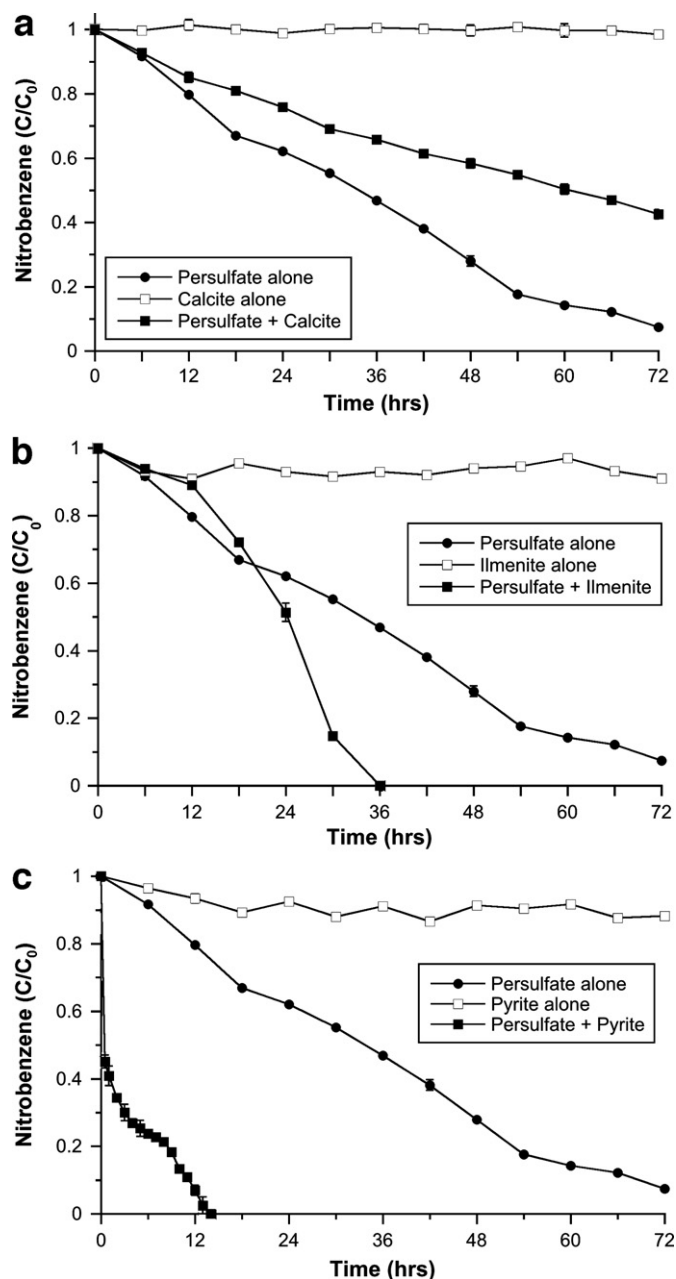 a
1
0.8
0.6
0.4
0.2
0
Nitrobenzene (C/C0)
Persulfate alone
Calcite alone
Persulfate + Calcite
0 12 24 36 48 60 72
Time (hrs)
b
1
0.8
0.6
0.4
0.2
0
Nitrobenzene (C/C0)
Persulfate alone
Ilmenite alone
Persulfate + Ilmenite
0 12 24 36 48 60 72
Time (hrs)
c
1
0.8
0.6
0.4
0.2
0
Nitrobenzene (C/C0)
Persulfate alone
Pyrite alone
Persulfate + Pyrite
0 12 24 36 48 60 72
Time (hrs)